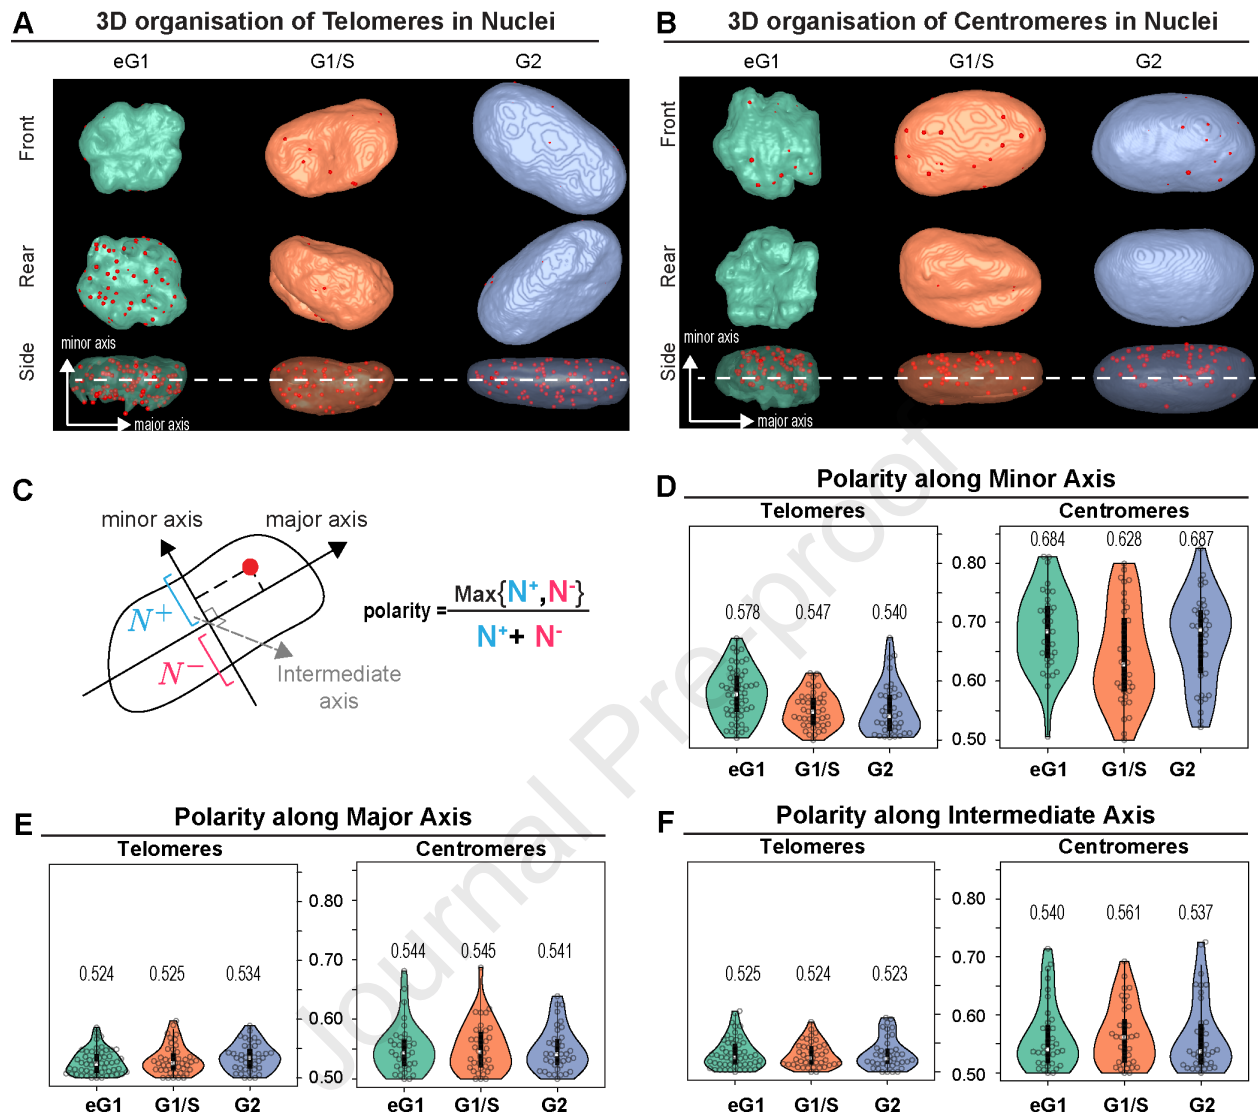 A 3D organisation of Telomeres in Nuclei
eG1 G1/S G2
Front
Rear
Side
minor axis
major axis
B 3D organisation of Centromeres in Nuclei
eG1 G1/S G2
Front
Rear
Side
minor axis
major axis
C
minor axis major axis
N+
N−
Intermediate
axis
polarity = Max{N+,N-}
N+ + N-
D Polarity along Minor Axis
Telomeres Centromeres
0.684 0.628 0.687
0.578 0.547 0.540
0.80
0.70
0.60
0.50
eG1 G1/S G2 eG1 G1/S G2
E Polarity along Major Axis
Telomeres Centromeres
0.524 0.525 0.534
0.544 0.545 0.541
0.80
0.70
0.60
0.50
eG1 G1/S G2 eG1 G1/S G2
F Polarity along Intermediate Axis
Telomeres Centromeres
0.525 0.524 0.523
0.540 0.561 0.537
0.80
0.70
0.60
0.50
eG1 G1/S G2 eG1 G1/S G2
Journal Pre-proof